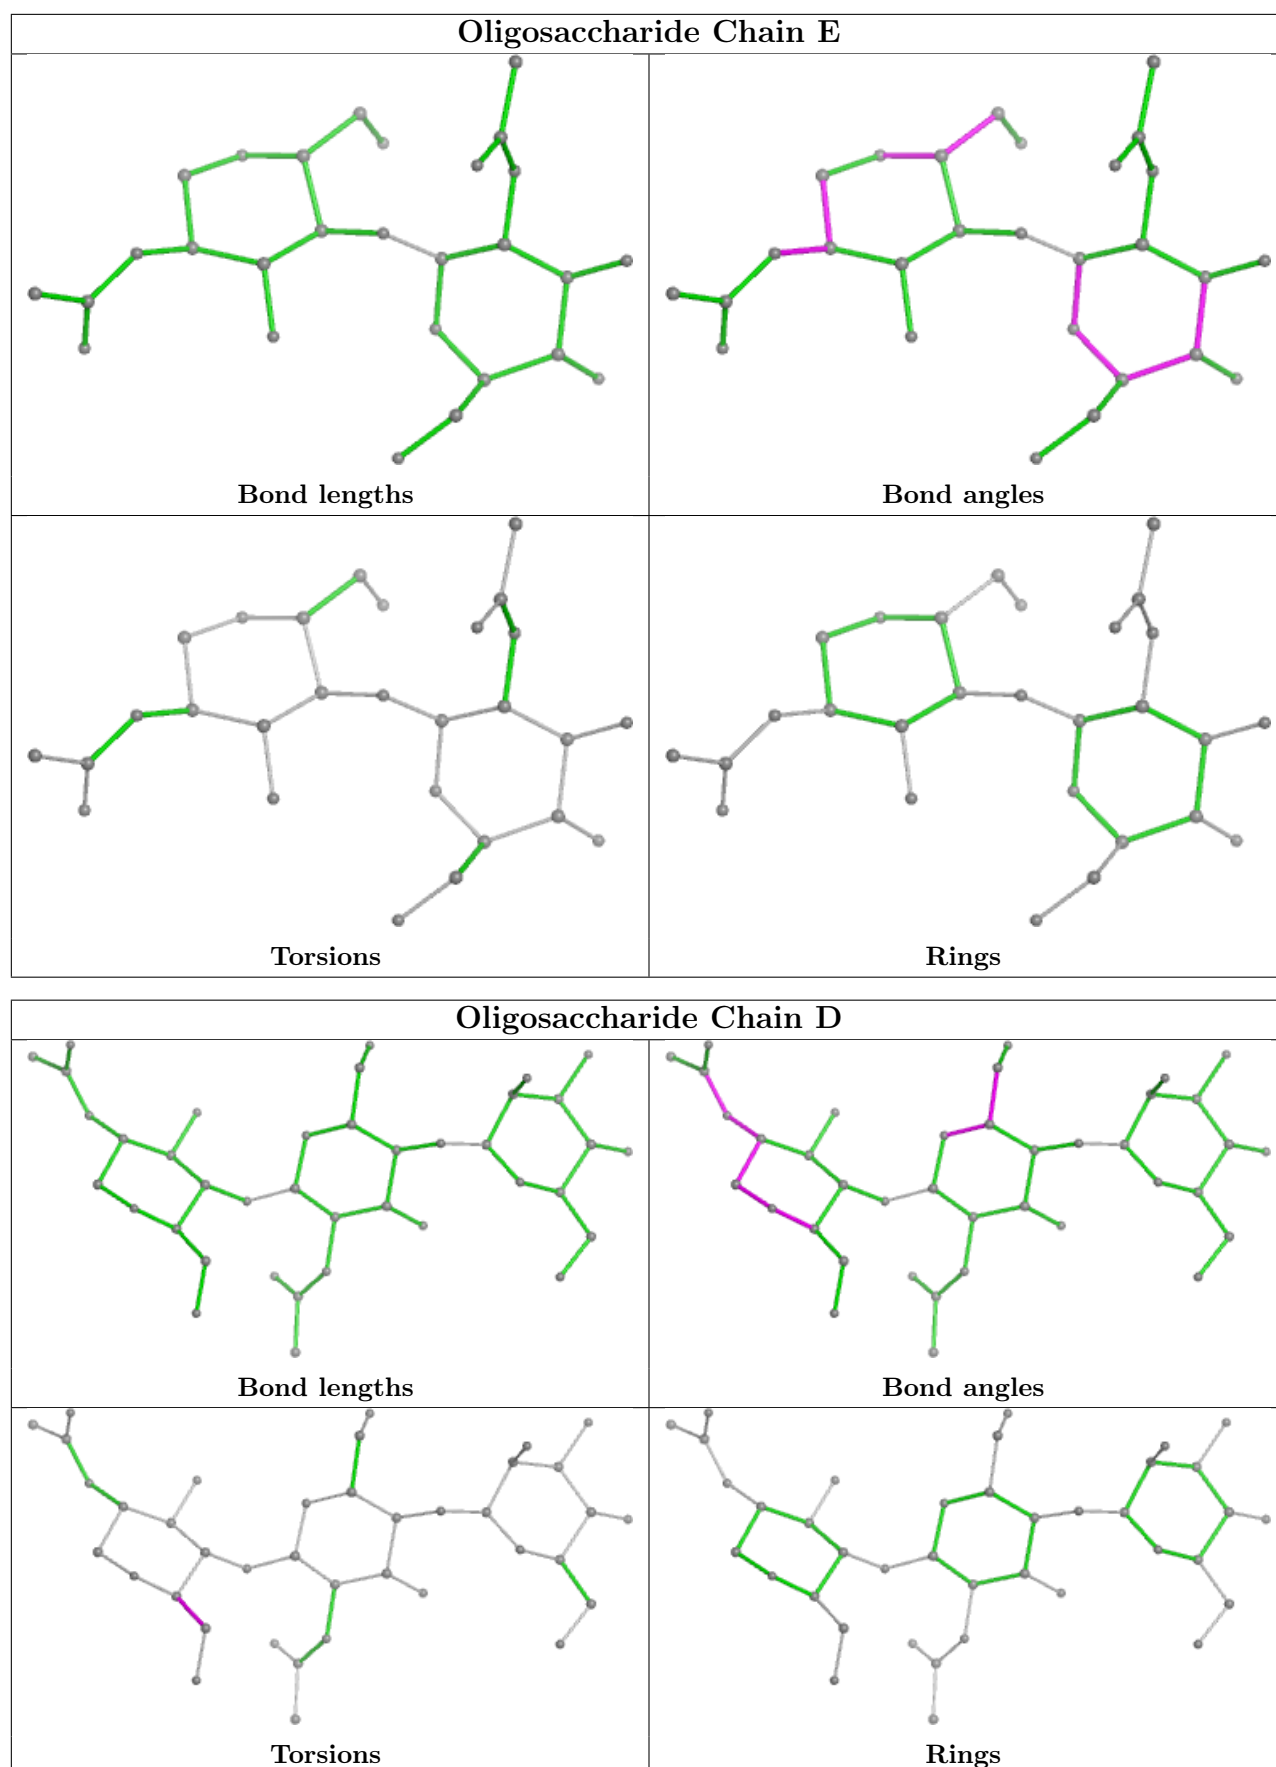 Oligosaccharide Chain E
Bond lengths
Bond angles
Torsions
Rings
Oligosaccharide Chain D
Bond lengths
Bond angles
Torsions
Rings